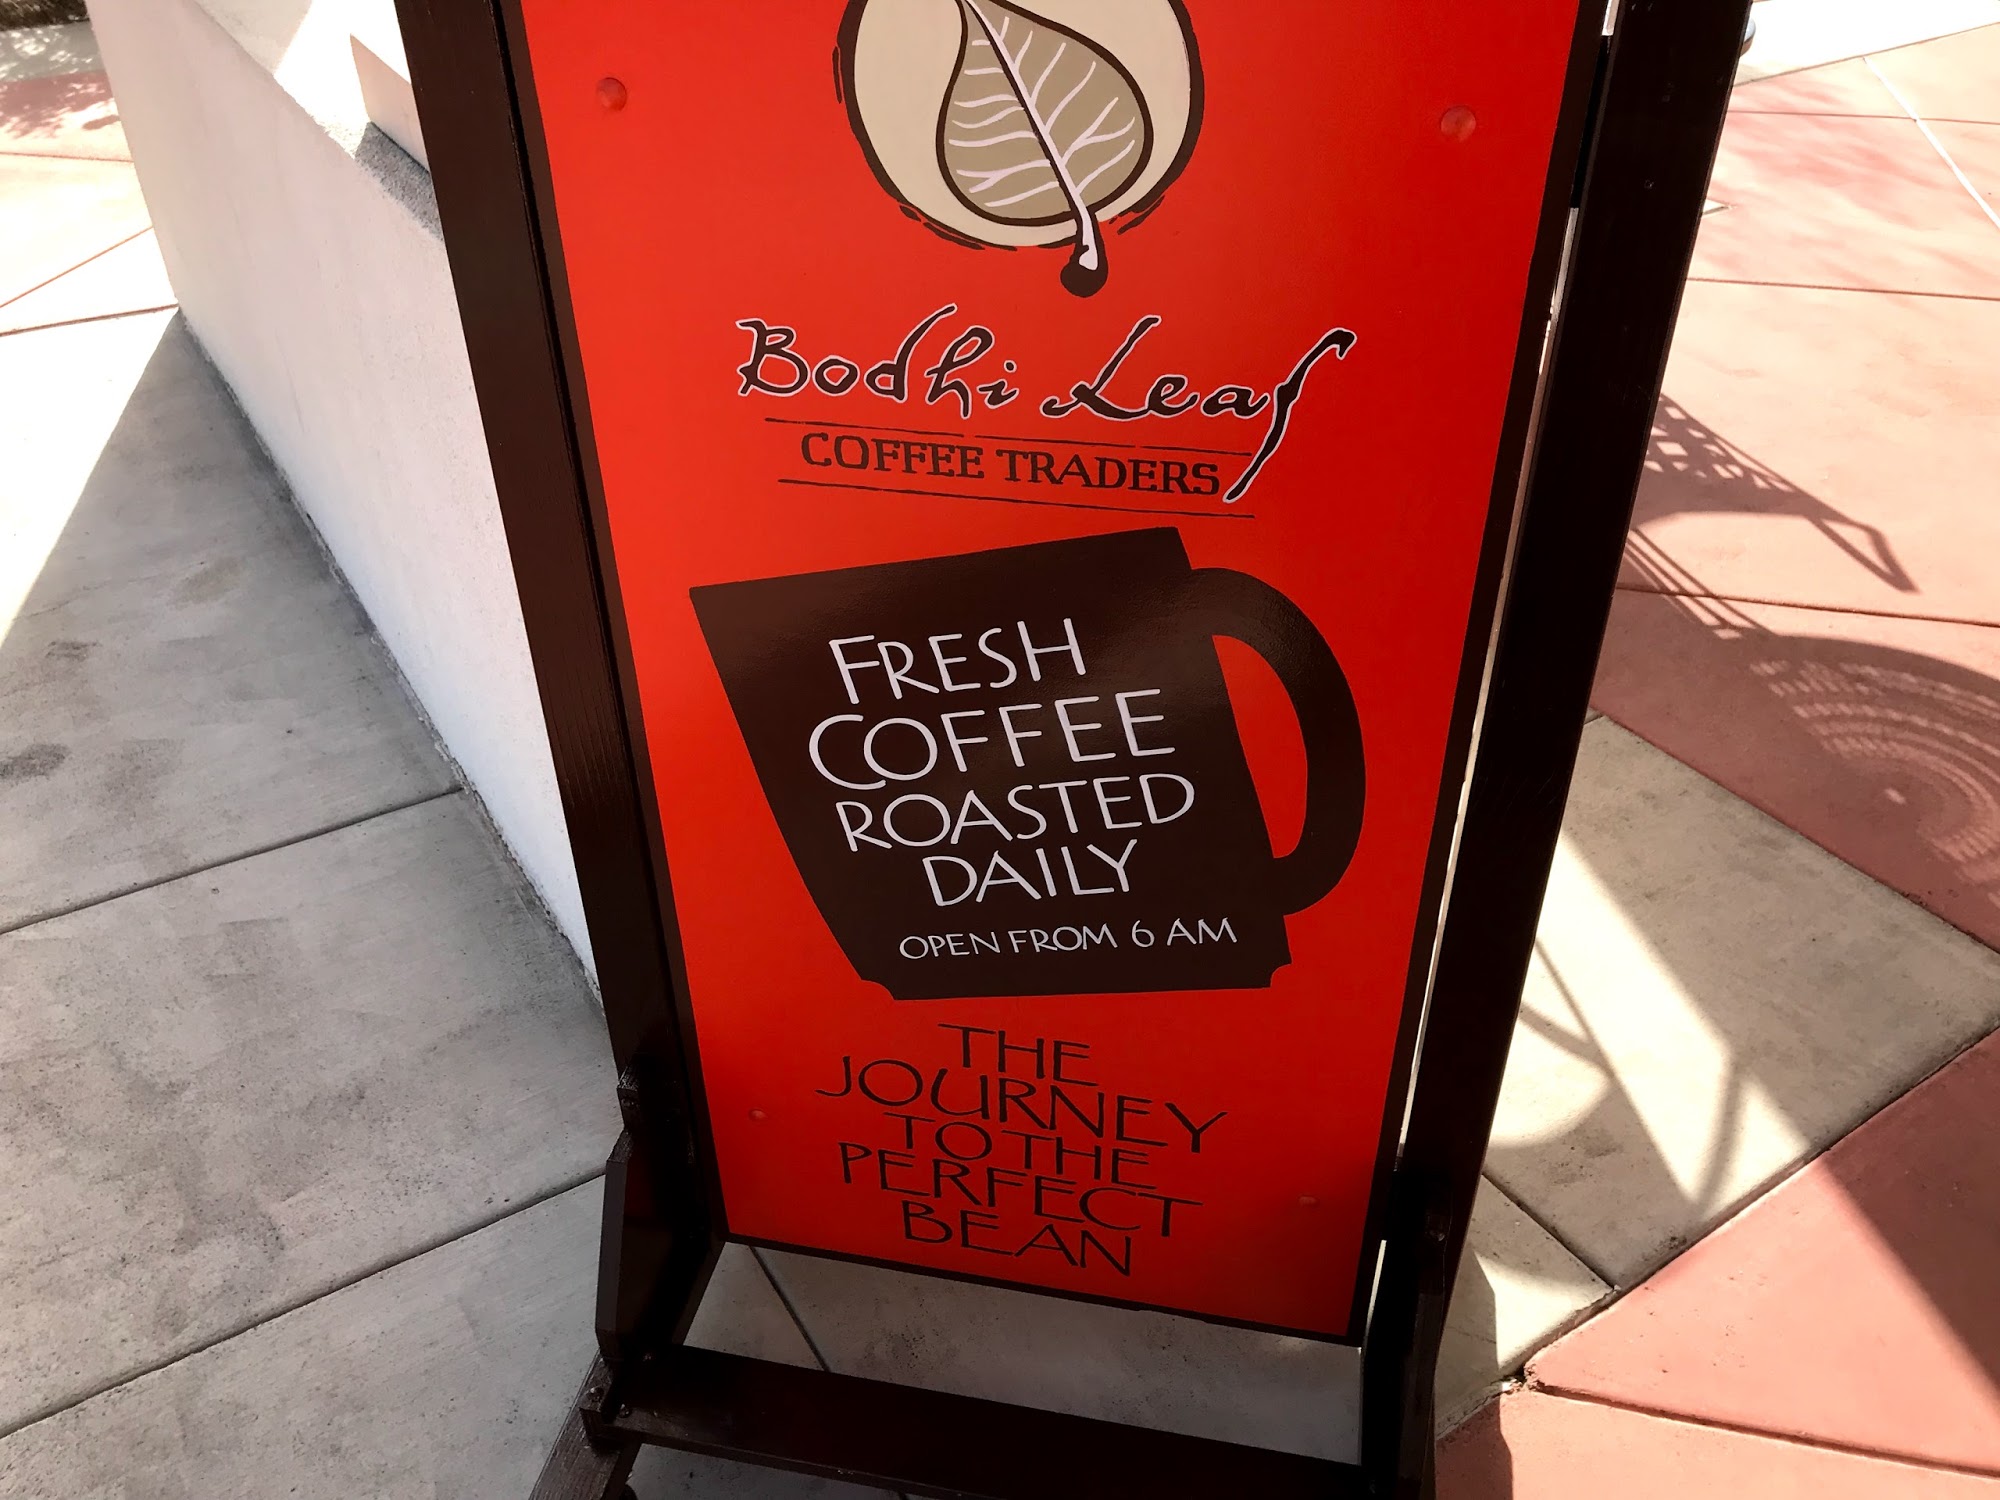 Bodhi Leaf
COFFEE TRADERS
FRESH
COFFEE
ROASTED
DAILY
OPEN FROM 6 AM
THE
JOURNEY
TO THE
PERFECT
BEAN